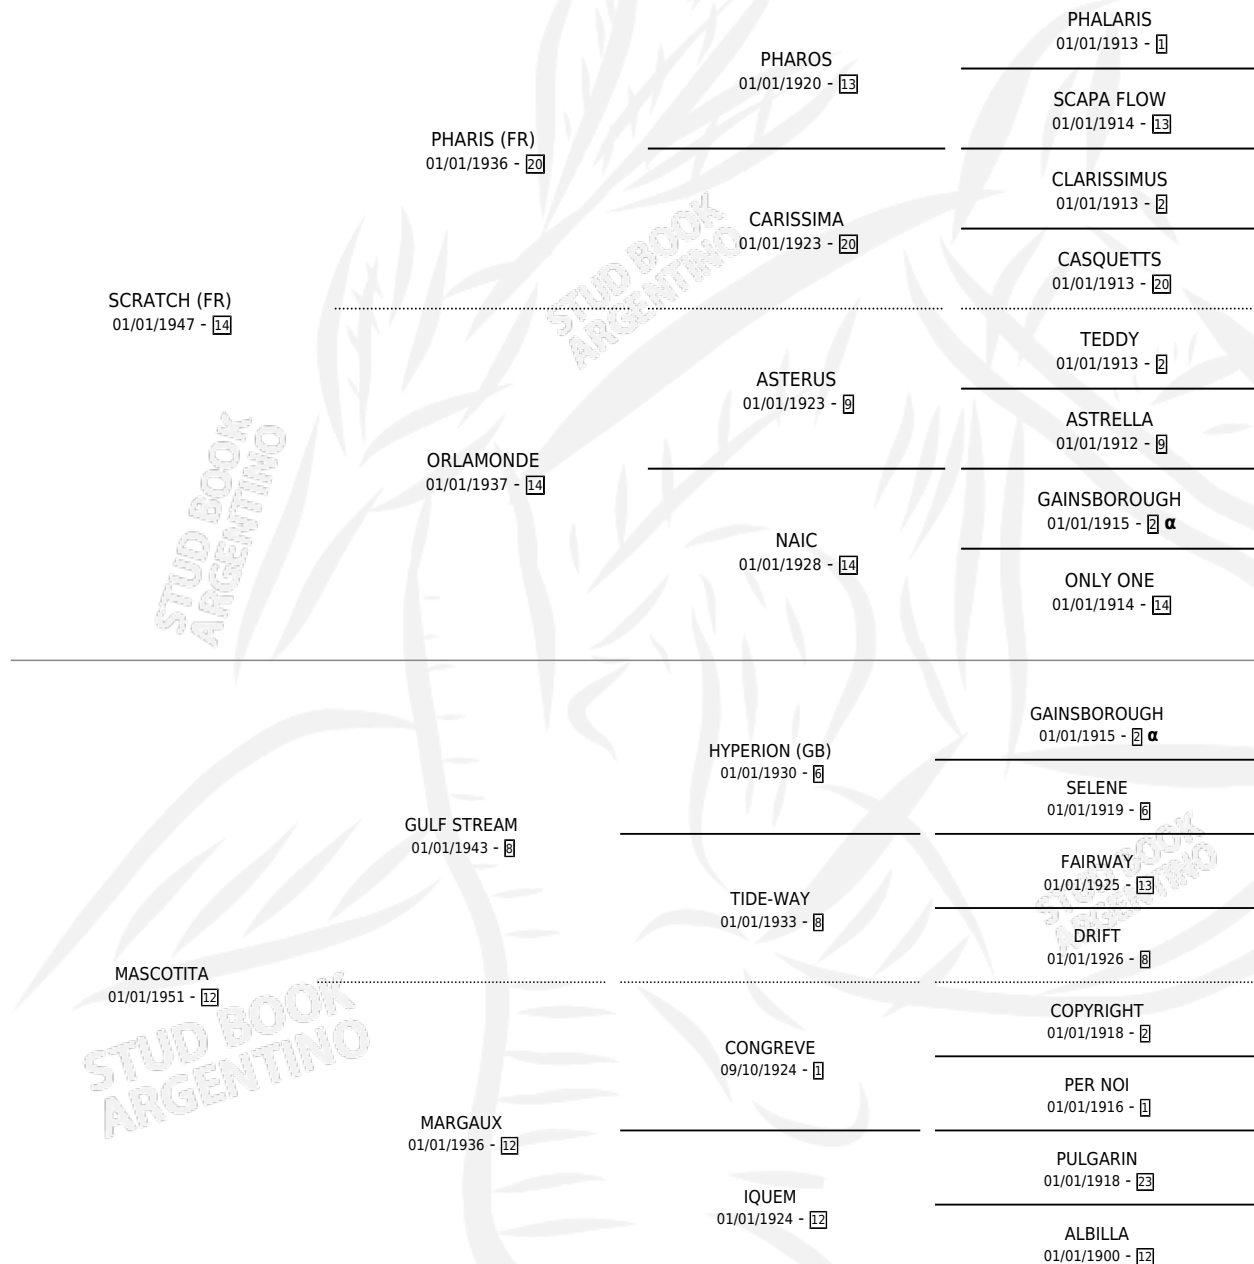 PHALARIS
01/01/1913 - 1
PHAROS
01/01/1920 - 13
SCAPA FLOW
01/01/1914 - 13
PHARIS (FR)
01/01/1936 - 20
CLARISSIMUS
01/01/1913 - 2
CARISSIMA
01/01/1923 - 20
CASQUETTS
01/01/1913 - 20
STUD BOOK
ARGENTINO
SCRATCH (FR)
01/01/1947 - 14
TEDDY
01/01/1913 - 2
ASTERUS
01/01/1923 - 9
ASTRELLA
01/01/1912 - 9
ORLAMONDE
01/01/1937 - 14
GAINSBOROUGH
01/01/1915 - 2 α
NAIC
01/01/1928 - 14
ONLY ONE
01/01/1914 - 14
STUD BOOK
ARGENTINO
GAINSBOROUGH
01/01/1915 - 2 α
HYPERION (GB)
01/01/1930 - 6
SELENE
01/01/1919 - 6
GULF STREAM
01/01/1943 - 8
FAIRWAY
01/01/1925 - 13
TIDE-WAY
01/01/1933 - 8
DRIFT
01/01/1926 - 8
STUD BOOK
ARGENTINO
MASCOTITA
01/01/1951 - 12
COPYRIGHT
01/01/1918 - 2
CONGREVE
09/10/1924 - 1
PER NOI
01/01/1916 - 1
STUD BOOK
ARGENTINO
MARGAUX
01/01/1936 - 12
PULGARIN
01/01/1918 - 23
IQUEM
01/01/1924 - 12
ALBILLA
01/01/1900 - 12